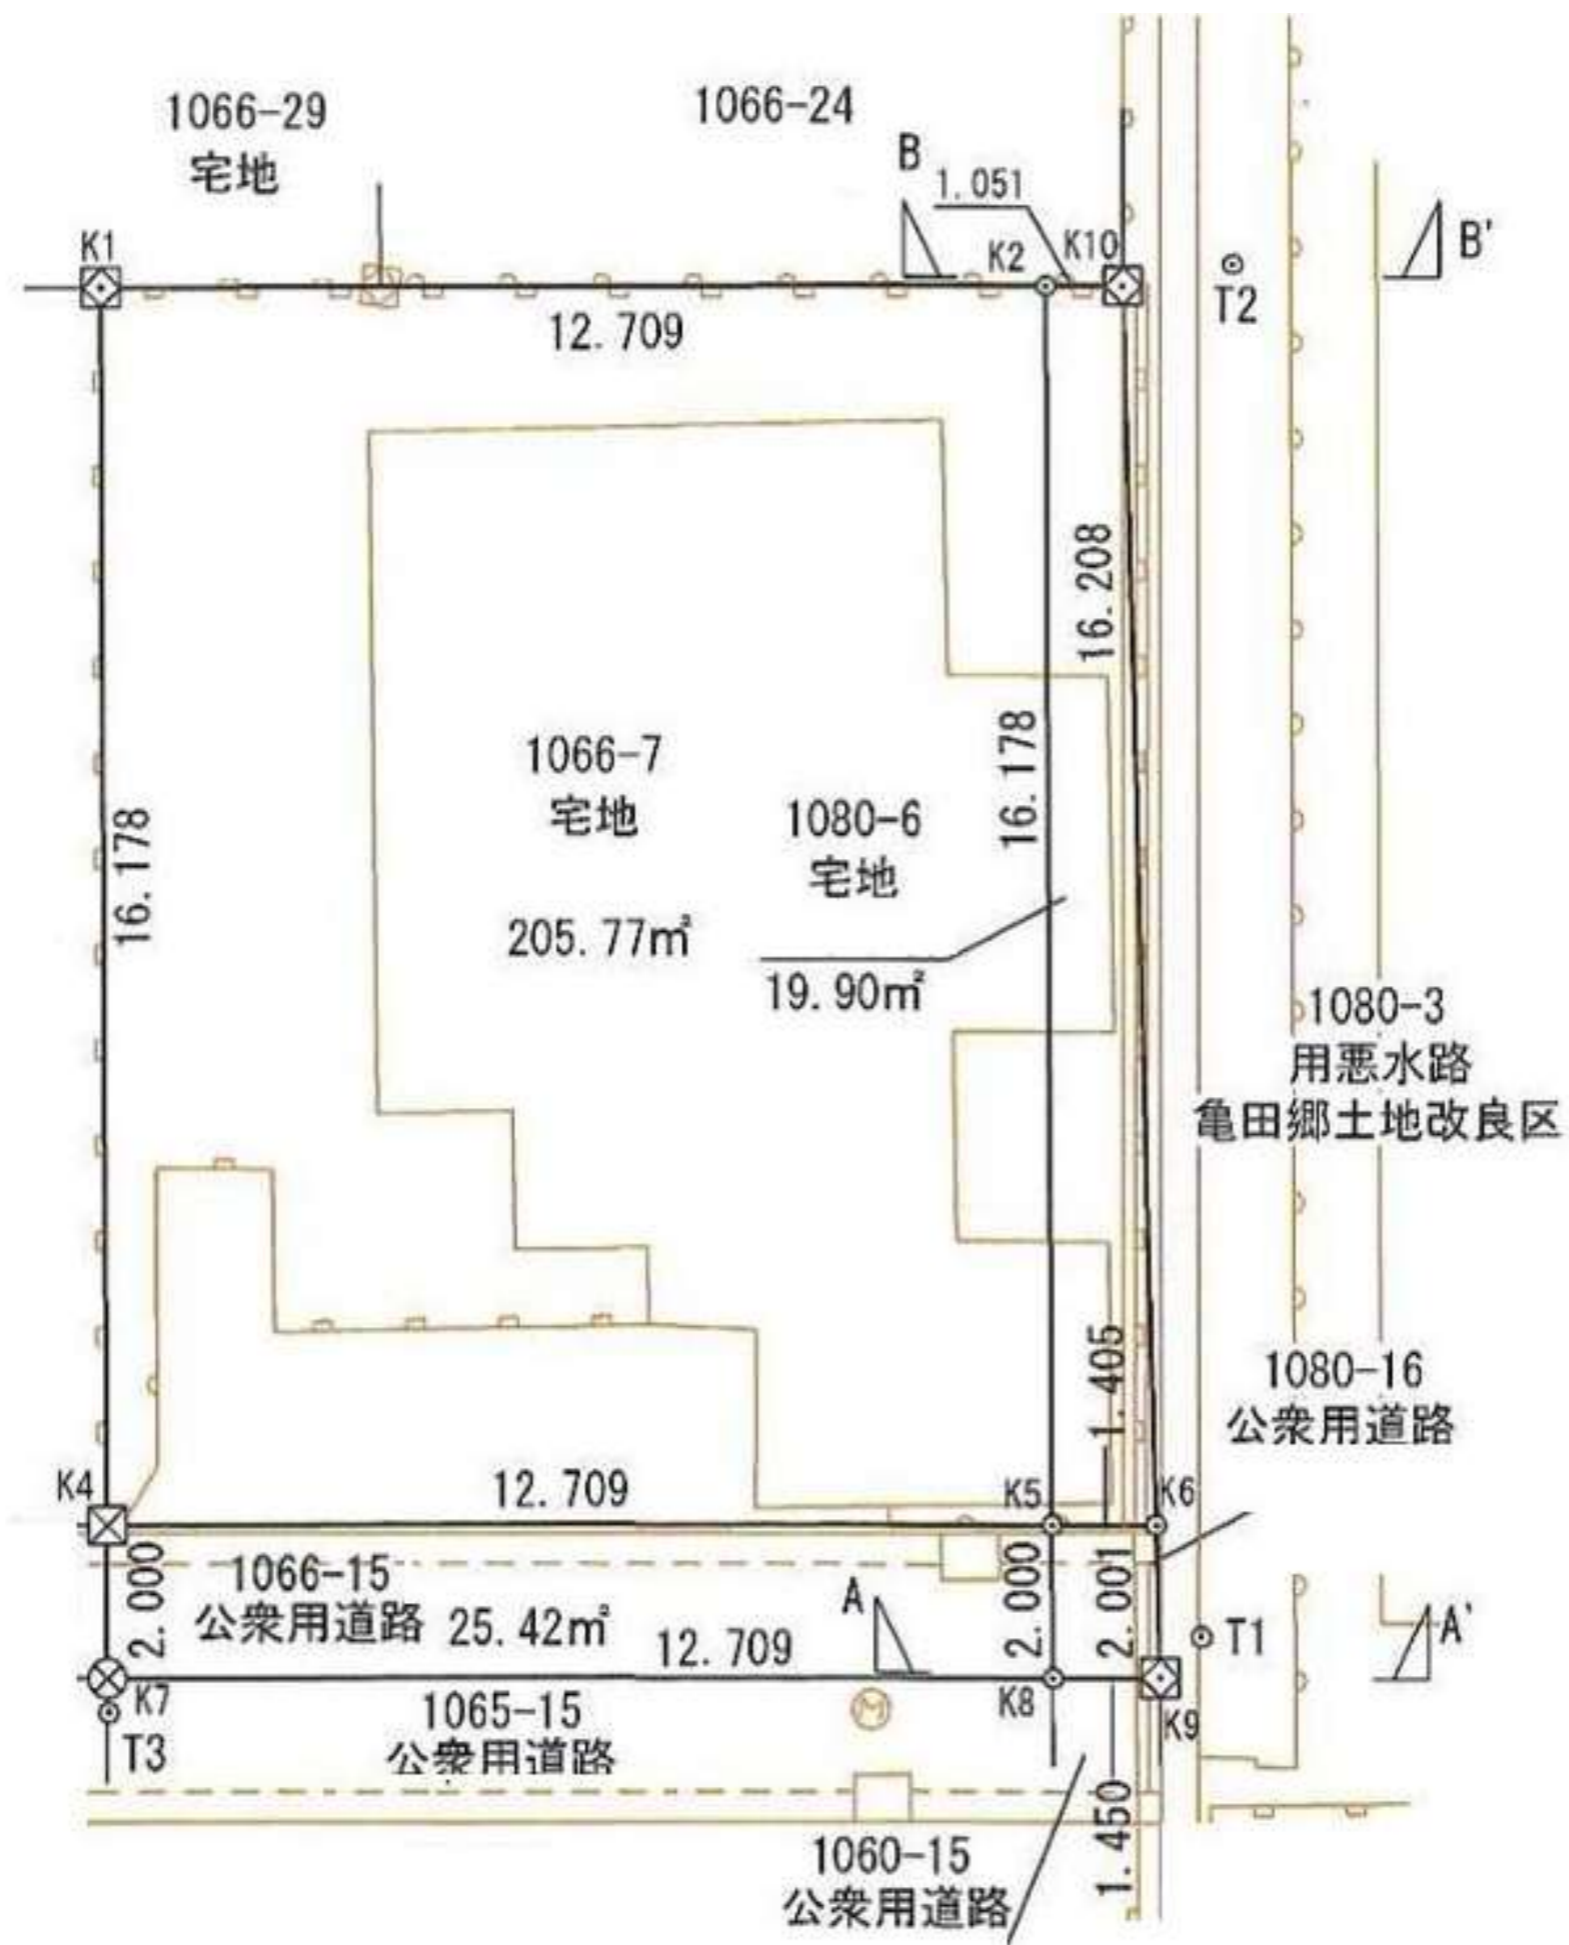 1066-29
宅地
1066-24
B
1.051
K1
K2
K10
B'
T2
12.709
16.208
1066-7
宅地
16.178
1080-6
宅地
16.178
205.77㎡
19.90㎡
1080-3
用悪水路
亀田郷土地改良区
1.405
1080-16
公衆用道路
K4
12.709
K5
K6
2.000
1066-15
公衆用道路 25.42㎡
2.000
2.001
A
A'
T1
12.709
K7
T3
1065-15
公衆用道路
M
K8
K9
1.450
1060-15
公衆用道路